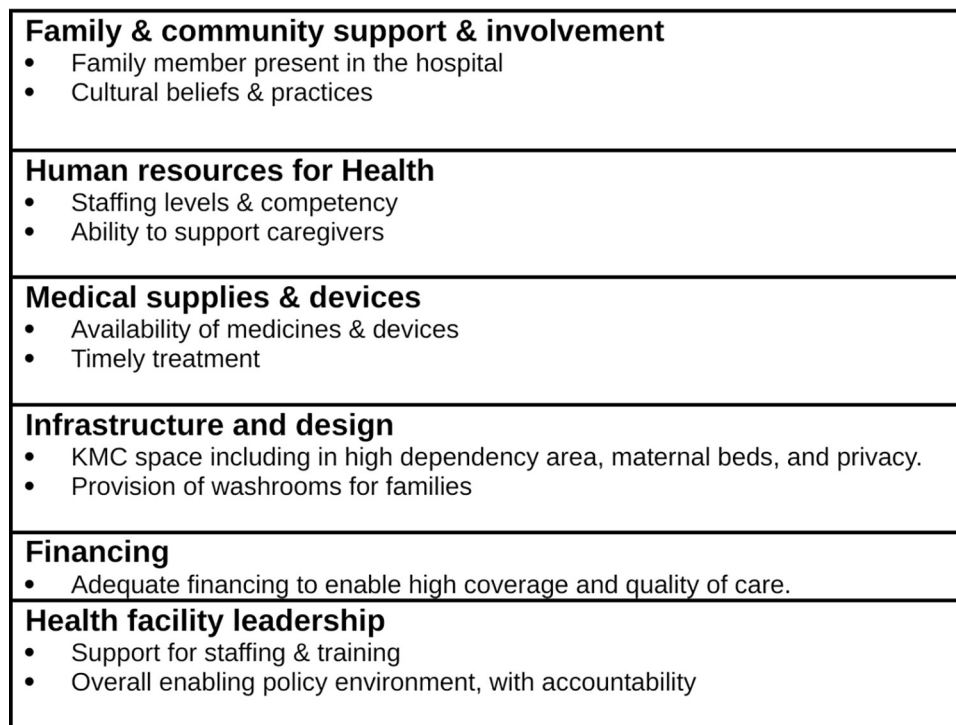 Family & community support & involvement
• Family member present in the hospital
• Cultural beliefs & practices
Human resources for Health
• Staffing levels & competency
• Ability to support caregivers
Medical supplies & devices
• Availability of medicines & devices
• Timely treatment
Infrastructure and design
• KMC space including in high dependency area, maternal beds, and privacy.
• Provision of washrooms for families
Financing
• Adequate financing to enable high coverage and quality of care.
Health facility leadership
• Support for staffing & training
• Overall enabling policy environment, with accountability